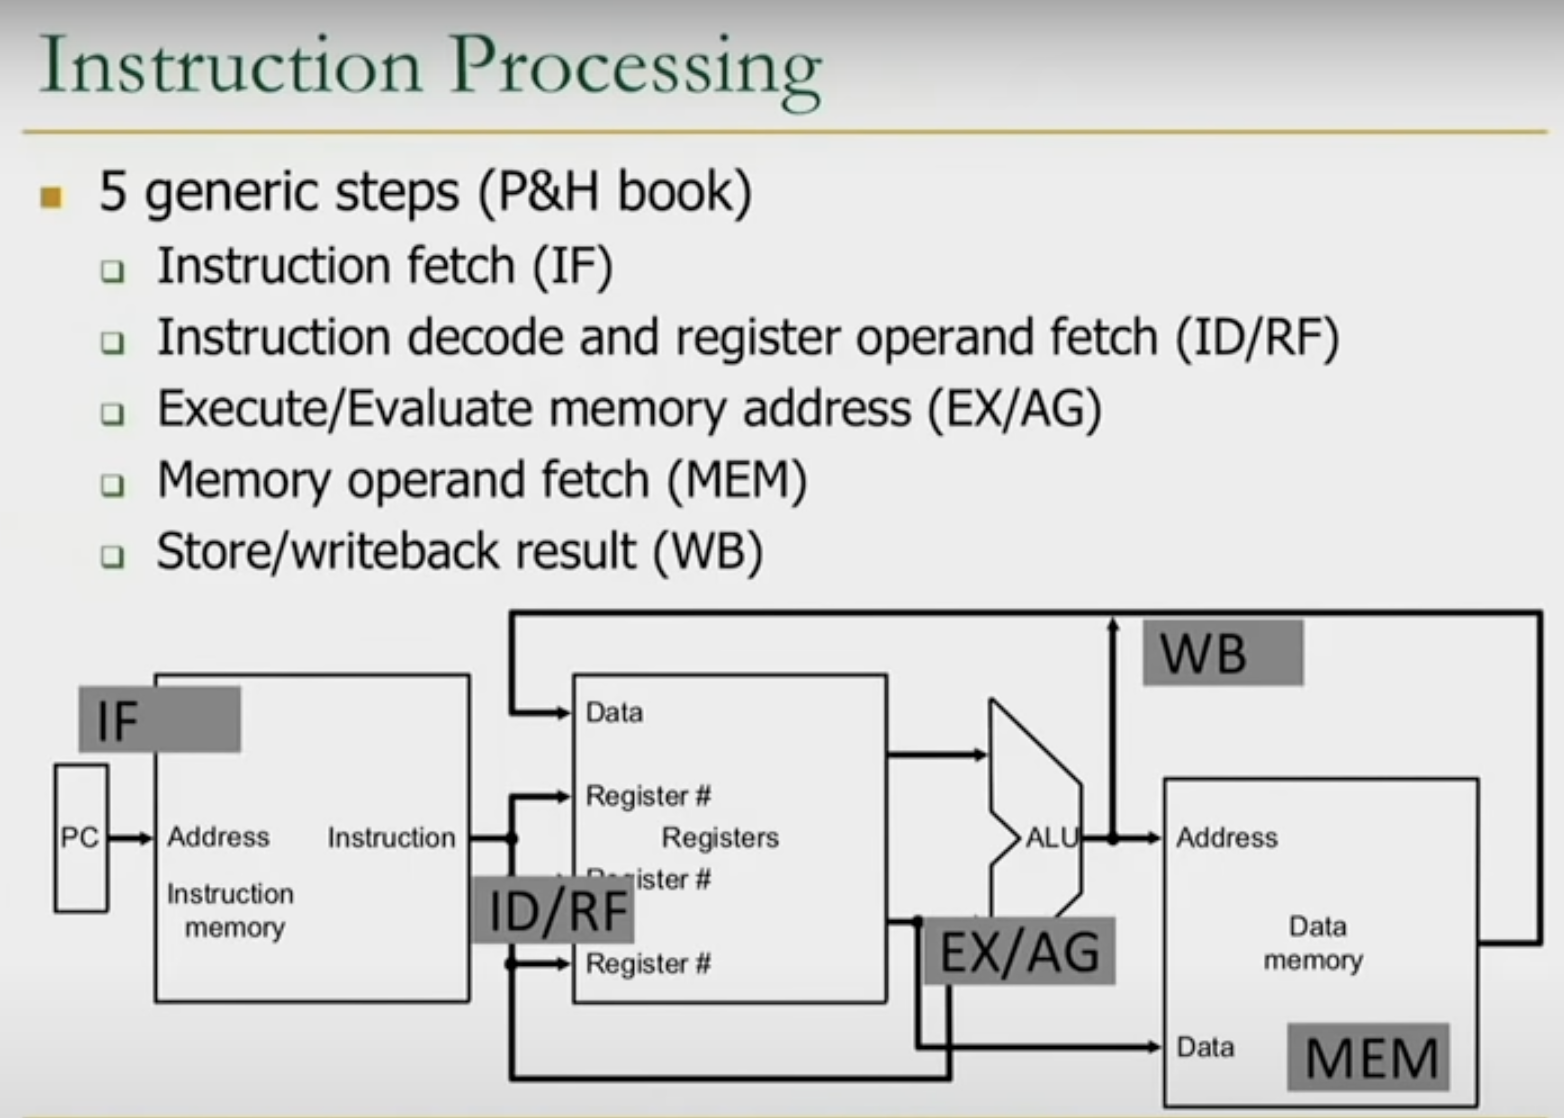 Instruction Processing
5 generic steps (P&H book)
Instruction fetch (IF)
Instruction decode and register operand fetch (ID/RF)
Execute/Evaluate memory address (EX/AG)
Memory operand fetch (MEM)
Store/writeback result (WB)
WB
IF
Data
Register #
PC
Address
Instruction
Registers
ALU
Address
Instruction
memory
Register #
ID/RF
EX/AG
Data
memory
Register #
Data
MEM